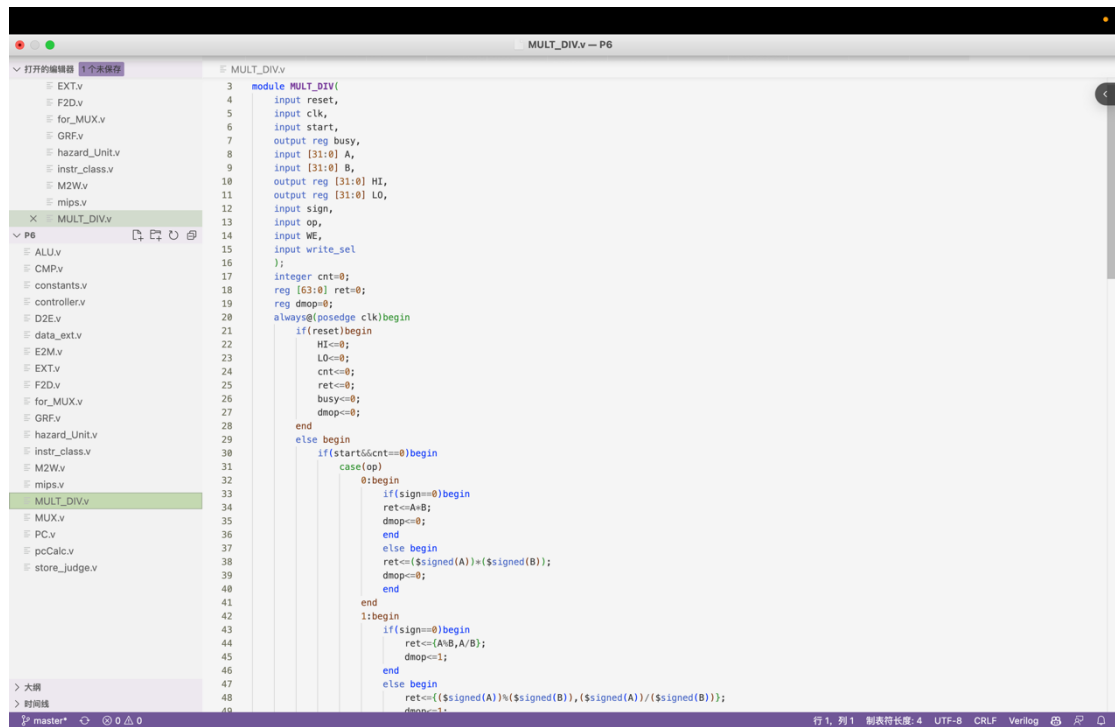 MULT_DIV.v — P6
打开的编辑器 1个未保存
EXT.v
F2D.v
for_MUX.v
GRF.v
hazard_Unit.v
instr_class.v
M2W.v
mips.v
MULT_DIV.v
P6
ALU.v
CMP.v
constants.v
controller.v
D2E.v
data_ext.v
E2M.v
EXT.v
F2D.v
for_MUX.v
GRF.v
hazard_Unit.v
instr_class.v
M2W.v
mips.v
MULT_DIV.v
MUX.v
PC.v
pcCalc.v
store_judge.v
大纲
时间线
MULT_DIV.v
3 module MULT_DIV(
4 input reset,
5 input clk,
6 input start,
7 output reg busy,
8 input [31:0] A,
9 input [31:0] B,
10 output reg [31:0] HI,
11 output reg [31:0] LO,
12 input sign,
13 input op,
14 input WE,
15 input write_sel
16 );
17 integer cnt=0;
18 reg [63:0] ret=0;
19 reg dmop=0;
20 always@(posedge clk)begin
21 if(reset)begin
22 HI<=0;
23 LO<=0;
24 cnt<=0;
25 ret<=0;
26 busy<=0;
27 dmop<=0;
28 end
29 else begin
30 if(start&&cnt==0)begin
31 case(op)
32 0:begin
33 if(sign==0)begin
34 ret<=A*B;
35 dmop<=0;
36 end
37 else begin
38 ret<=($signed(A))*($signed(B));
39 dmop<=0;
40 end
41 end
42 1:begin
43 if(sign==0)begin
44 ret<={A%B,A/B};
45 dmop<=1;
46 end
47 else begin
48 ret<={($signed(A))%($signed(B)),($signed(A))/($signed(B))};
49 dmop<=1;
master* 0 0 行 1, 列 1 制表符长度: 4 UTF-8 CRLF Verilog